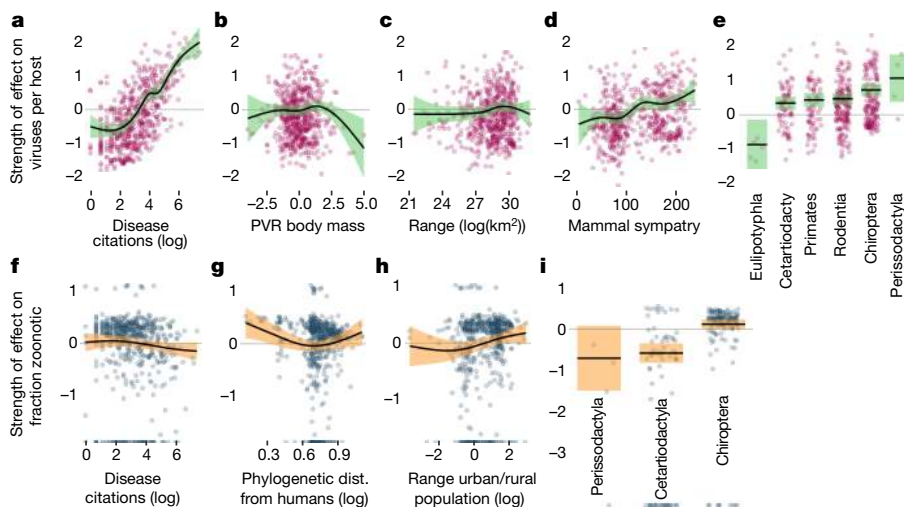 a
b
c
d
e
Strength of effect on
viruses per host
2
1
0
−1
−2
0 2 4 6
Disease
citations (log)
2
1
0
−1
−2
−2.5 0 2.5 5.0
PVR body mass
2
1
0
−1
−2
21 24 27 30
Range (log(km²))
2
1
0
−1
−2
0 100 200
Mammal sympatry
2
1
0
−1
−2
Eulipotyphla
Cetartiodacty
Primates
Rodentia
Chiroptera
Perissodactyla
f
g
h
i
Strength of effect on
fraction zoonotic
1
0
−1
0 2 4 6
Disease
citations (log)
1
0
−1
0.3 0.6 0.9
Phylogenetic dist.
from humans (log)
1
0
−1
−2 0 2
Range urban/rural
population (log)
1
0
−1
−2
−3
Perissodactyla
Cetartiodactyla
Chiroptera